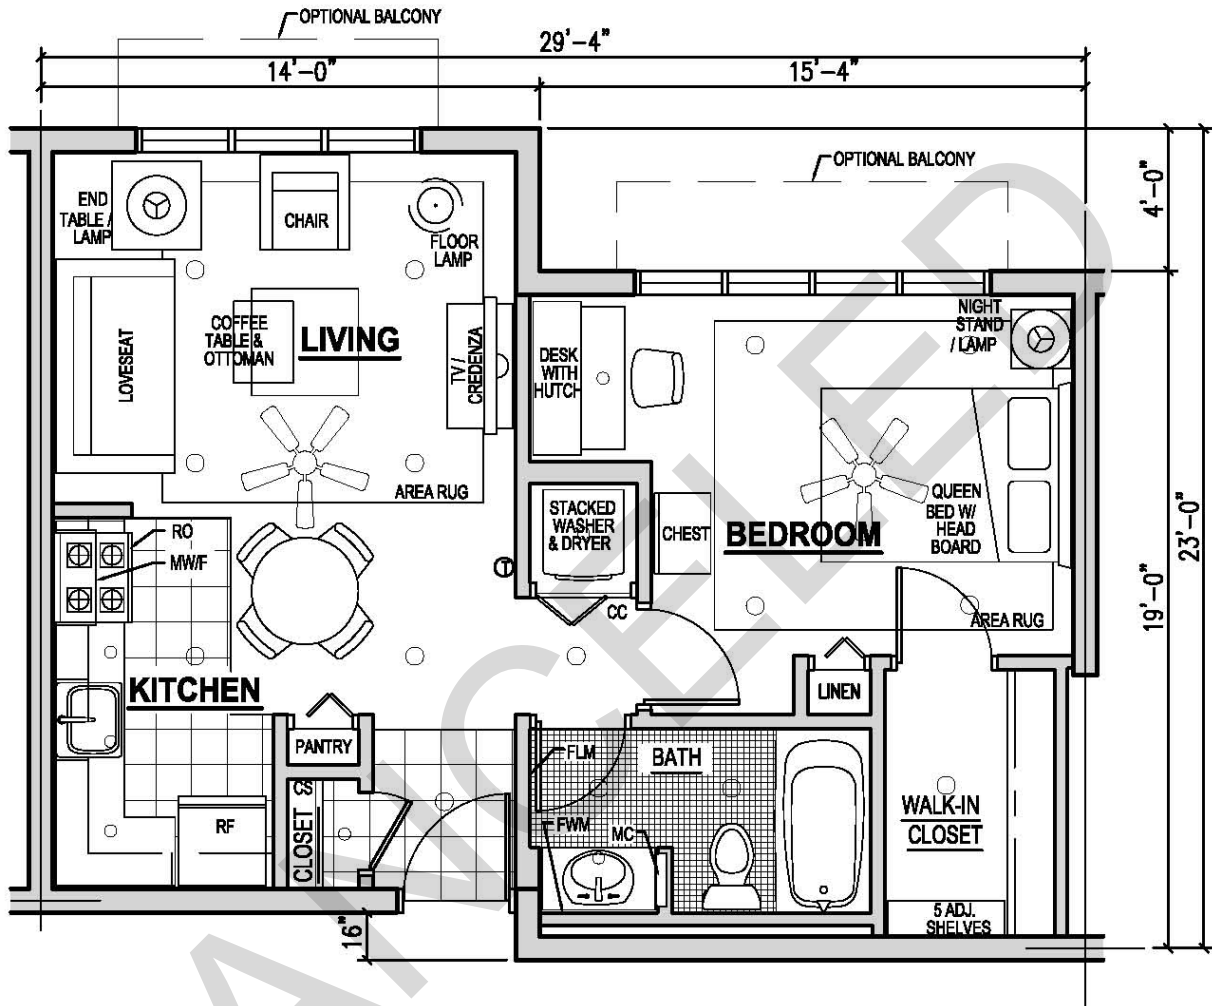 OPTIONAL BALCONY
29'-4"
14'-0"
15'-4"
OPTIONAL BALCONY
4'-0"
END
TABLE /
LAMP
CHAIR
FLOOR
LAMP
NIGHT
STAND
/ LAMP
COFFEE
TABLE &
OTTOMAN
LIVING
LOVESEAT
TV/
CREDENZA
DESK
WITH
HUTCH
AREA RUG
QUEEN
BED W/
HEAD
BOARD
STACKED
WASHER
& DRYER
CHEST
BEDROOM
23'-0"
19'-0"
RO
MW/F
T
CC
AREA RUG
KITCHEN
LINEN
PANTRY
FLM
BATH
CS
CLOSET
RF
FWM
MC
WALK-IN
CLOSET
5 ADJ.
SHELVES
16"
CANCELED